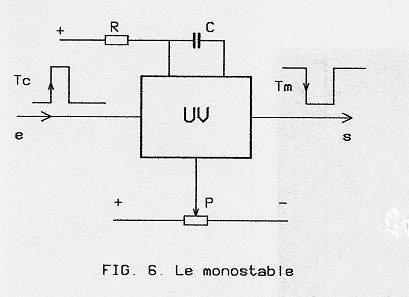 + R C
Tc
UV
Tm
e
s
+ P -
FIG. 6. Le monostable